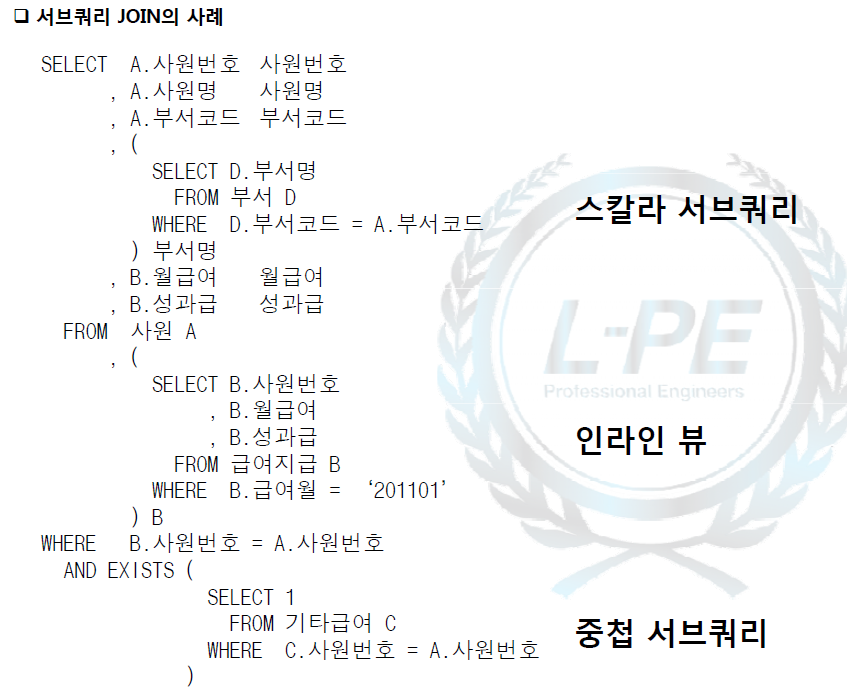 ❑ 서브쿼리 JOIN의 사례
SELECT A.사원번호 사원번호
, A.사원명 사원명
, A.부서코드 부서코드
, (
SELECT D.부서명
FROM 부서 D
WHERE D.부서코드 = A.부서코드
) 부서명
스칼라 서브쿼리
, B.월급여 월급여
, B.성과급 성과급
FROM 사원 A
, (
SELECT B.사원번호
, B.월급여
, B.성과급
FROM 급여지급 B
WHERE B.급여월 = ‘201101’
) B
인라인 뷰
WHERE B.사원번호 = A.사원번호
AND EXISTS (
SELECT 1
FROM 기타급여 C
WHERE C.사원번호 = A.사원번호
)
중첩 서브쿼리
L-PE
Professional Engineers